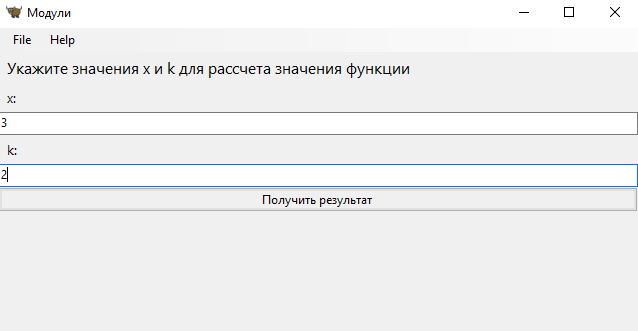 Модули
File Help
Укажите значения x и k для рассчета значения функции
x:
3
k:
2
Получить результат